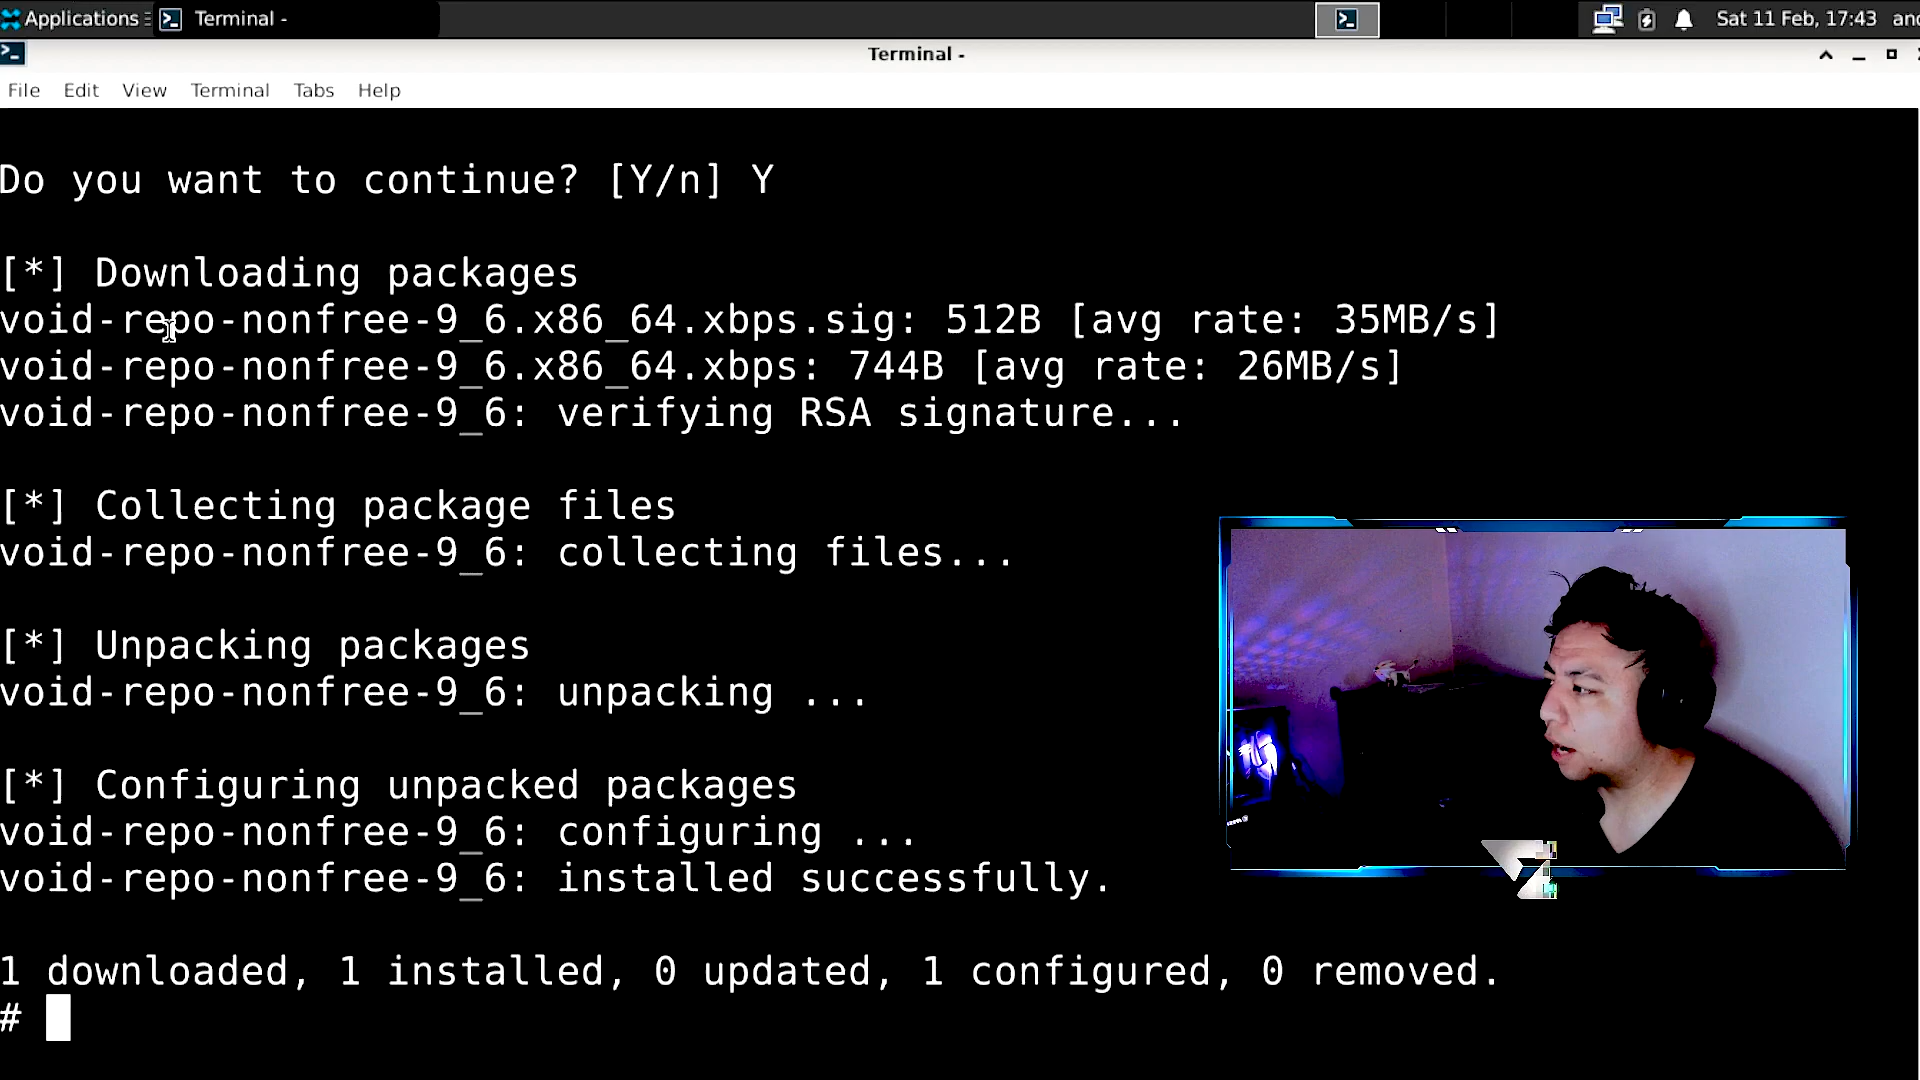 Applications
Terminal -
Sat 11 Feb, 17:43
Terminal -
File Edit View Terminal Tabs Help
Do you want to continue? [Y/n] Y
[*] Downloading packages
void-repo-nonfree-9_6.x86_64.xbps.sig: 512B [avg rate: 35MB/s]
void-repo-nonfree-9_6.x86_64.xbps: 744B [avg rate: 26MB/s]
void-repo-nonfree-9_6: verifying RSA signature...
[*] Collecting package files
void-repo-nonfree-9_6: collecting files...
[*] Unpacking packages
void-repo-nonfree-9_6: unpacking ...
[*] Configuring unpacked packages
void-repo-nonfree-9_6: configuring ...
void-repo-nonfree-9_6: installed successfully.
1 downloaded, 1 installed, 0 updated, 1 configured, 0 removed.
#